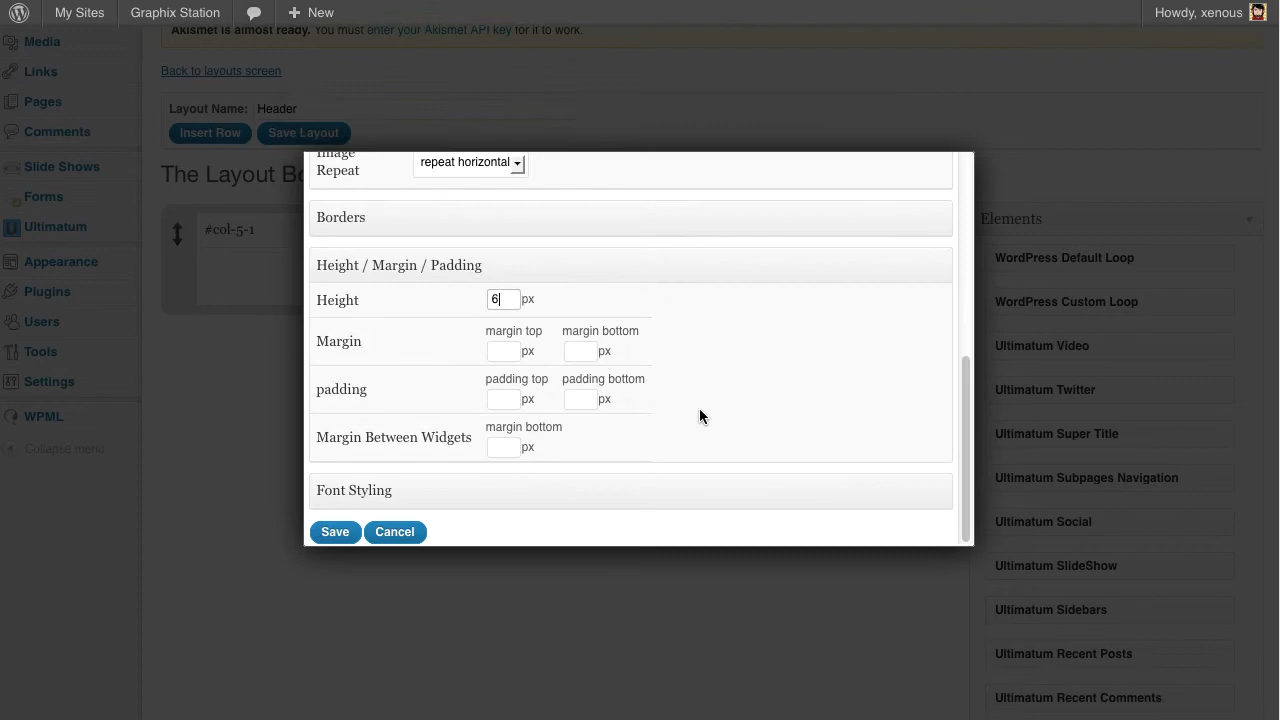 My Sites Graphix Station New Howdy, xenous
Akismet is almost ready. You must enter your Akismet API key for it to work.
Media
Links
Pages
Comments
Slide Shows
Forms
Ultimatum
Appearance
Plugins
Users
Tools
Settings
WPML
Collapse menu
Back to layouts screen
Layout Name: Header
Insert Row Save Layout
The Layout Bo
#col-5-1
Image
Repeat
repeat horizontal
Borders
Height / Margin / Padding
Height 6 px
margin top margin bottom
Margin px px
padding top padding bottom
padding px px
margin bottom
Margin Between Widgets px
Font Styling
Save Cancel
Elements
WordPress Default Loop
WordPress Custom Loop
Ultimatum Video
Ultimatum Twitter
Ultimatum Super Title
Ultimatum Subpages Navigation
Ultimatum Social
Ultimatum SlideShow
Ultimatum Sidebars
Ultimatum Recent Posts
Ultimatum Recent Comments